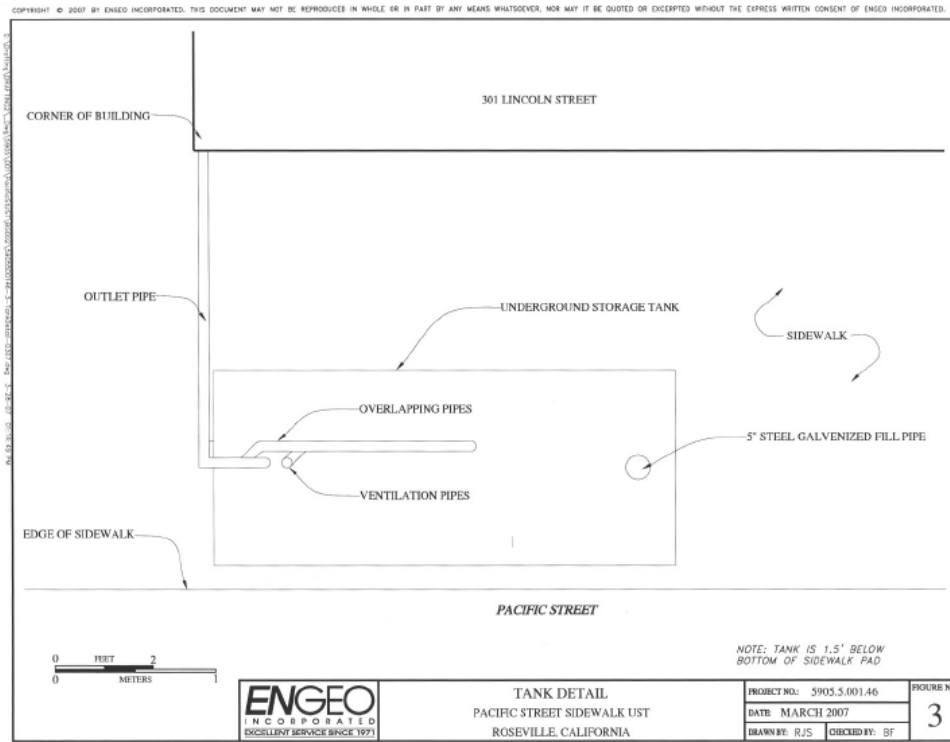 COPYRIGHT © 2007 BY ENGEO INCORPORATED. THIS DOCUMENT MAY NOT BE REPRODUCED IN WHOLE OR IN PART BY ANY MEANS WHATSOEVER, NOR MAY IT BE QUOTED OR EXCERPTED WITHOUT THE EXPRESS WRITTEN CONSENT OF ENGEO INCORPORATED.
301 LINCOLN STREET
CORNER OF BUILDING
OUTLET PIPE
UNDERGROUND STORAGE TANK
SIDEWALK
OVERLAPPING PIPES
5" STEEL GALVENIZED FILL PIPE
VENTILATION PIPES
EDGE OF SIDEWALK
PACIFIC STREET
0 FEET 2
0 METERS 1
NOTE: TANK IS 1.5' BELOW
BOTTOM OF SIDEWALK PAD
ENGEO
INCORPORATED
EXCELLENT SERVICE SINCE 1971
TANK DETAIL
PACIFIC STREET SIDEWALK UST
ROSEVILLE, CALIFORNIA
PROJECT NO.: 5905.5.001.46
DATE: MARCH 2007
DRAWN BY: RJS CHECKED BY: BF
FIGURE N
3